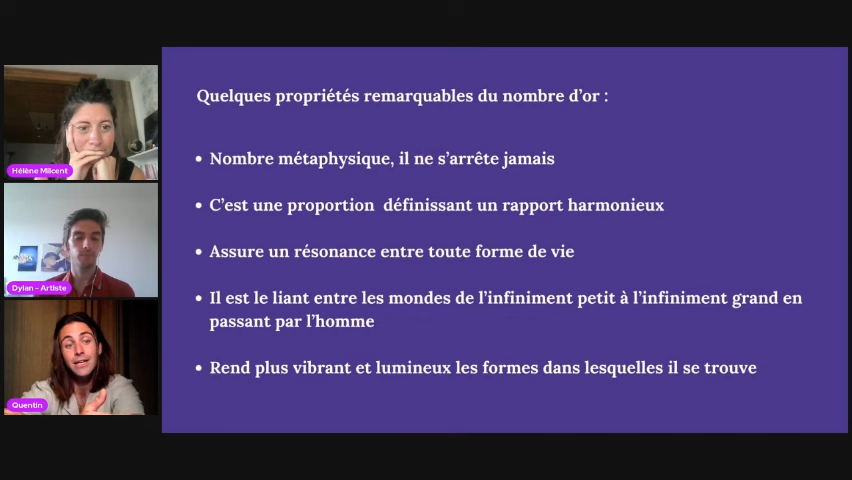 Quelques propriétés remarquables du nombre d'or :
• Nombre métaphysique, il ne s'arrête jamais
• C'est une proportion définissant un rapport harmonieux
• Assure un résonance entre toute forme de vie
• Il est le liant entre les mondes de l'infiniment petit à l'infiniment grand en
passant par l'homme
• Rend plus vibrant et lumineux les formes dans lesquelles il se trouve
Hélène Milcent
Dylan - Artiste
Quentin